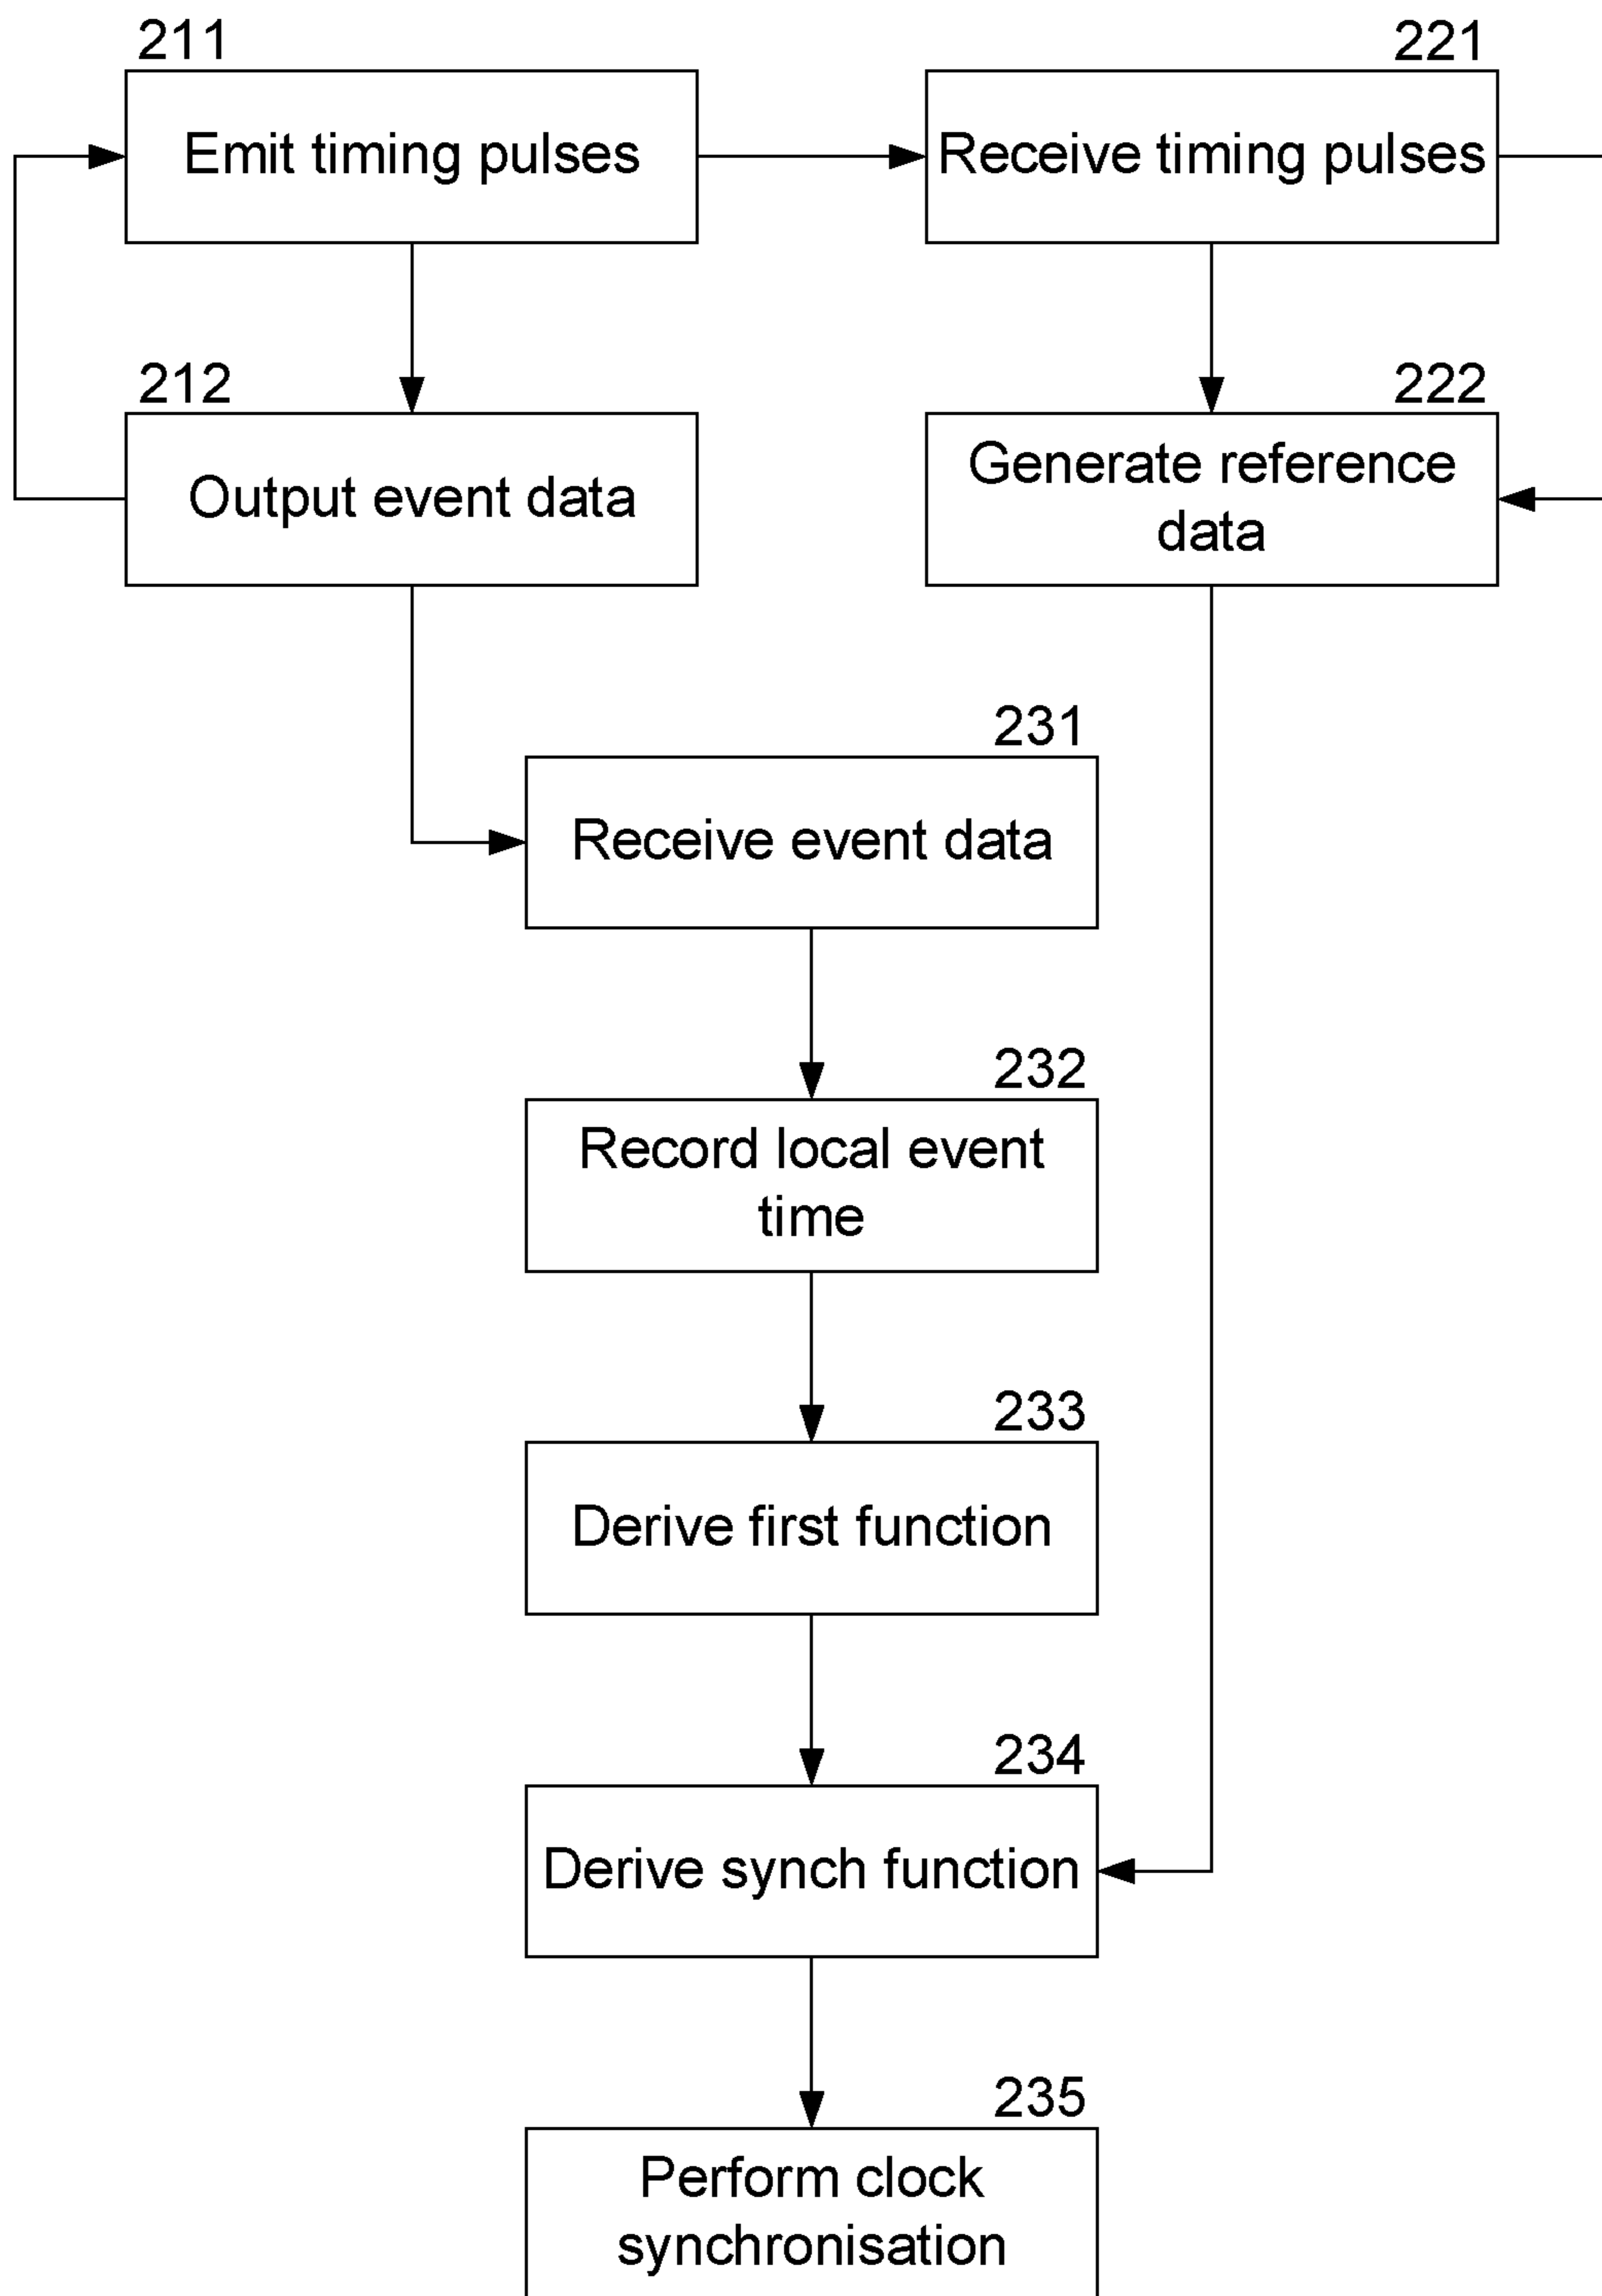 211
Emit timing pulses
221
Receive timing pulses
212
Output event data
222
Generate reference
data
231
Receive event data
232
Record local event
time
233
Derive first function
234
Derive synch function
235
Perform clock
synchronisation